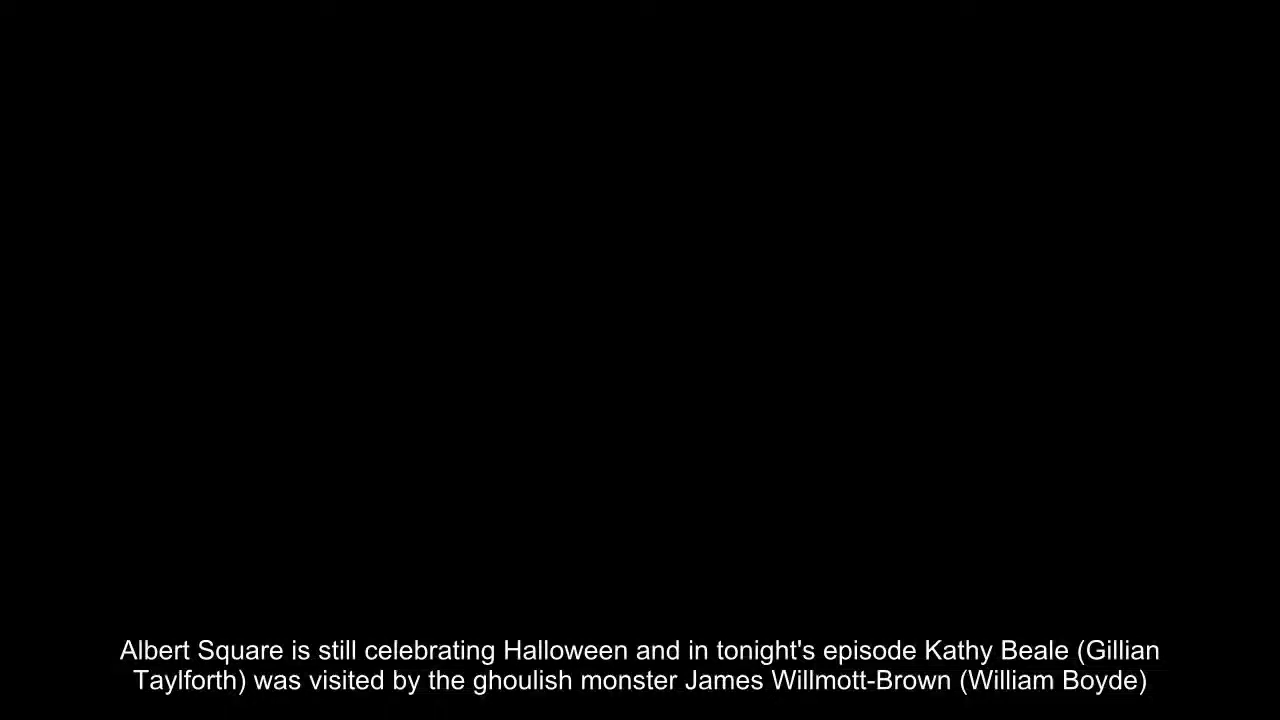 Albert Square is still celebrating Halloween and in tonight's episode Kathy Beale (Gillian
Taylforth) was visited by the ghoulish monster James Willmott-Brown (William Boyde)